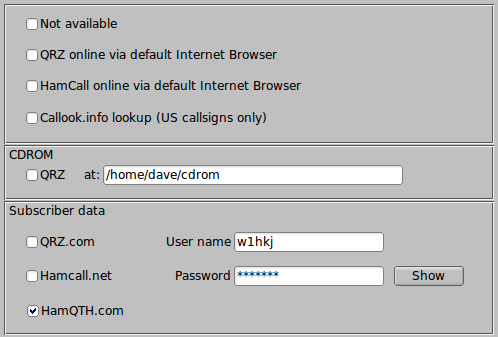 Not available
QRZ online via default Internet Browser
HamCall online via default Internet Browser
Callook.info lookup (US callsigns only)
CDROM
QRZ at: /home/dave/cdrom
Subscriber data
QRZ.com User name w1hkj
Hamcall.net Password ******* Show
HamQTH.com